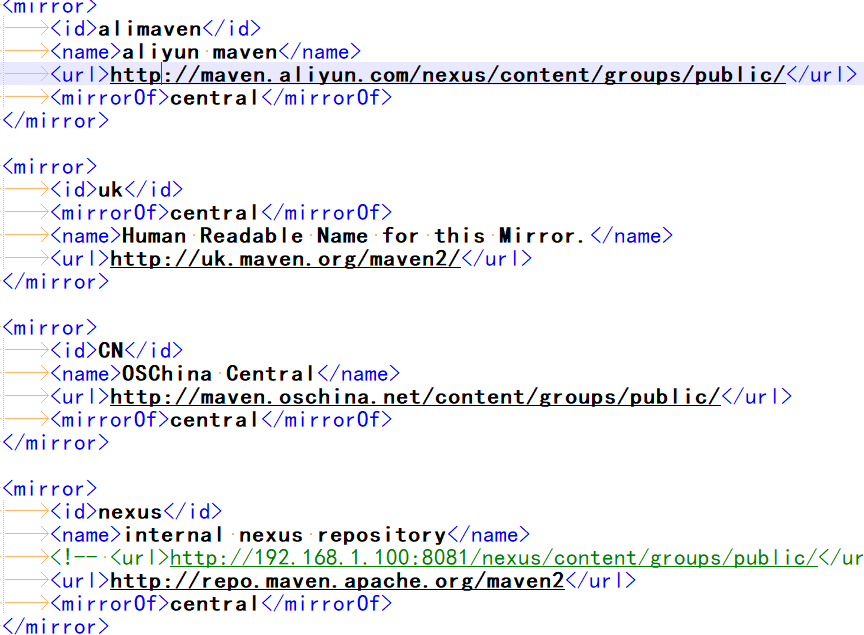 <mirror>
<id>alimaven</id>
<name>aliyun maven</name>
<url>http://maven.aliyun.com/nexus/content/groups/public/</url>
<mirrorOf>central</mirrorOf>
</mirror>
<mirror>
<id>uk</id>
<mirrorOf>central</mirrorOf>
<name>Human Readable Name for this Mirror.</name>
<url>http://uk.maven.org/maven2/</url>
</mirror>
<mirror>
<id>CN</id>
<name>OSChina Central</name>
<url>http://maven.oschina.net/content/groups/public/</url>
<mirrorOf>central</mirrorOf>
</mirror>
<mirror>
<id>nexus</id>
<name>internal nexus repository</name>
<!-- <url>http://192.168.1.100:8081/nexus/content/groups/public/</ur
<url>http://repo.maven.apache.org/maven2</url>
<mirrorOf>central</mirrorOf>
</mirror>